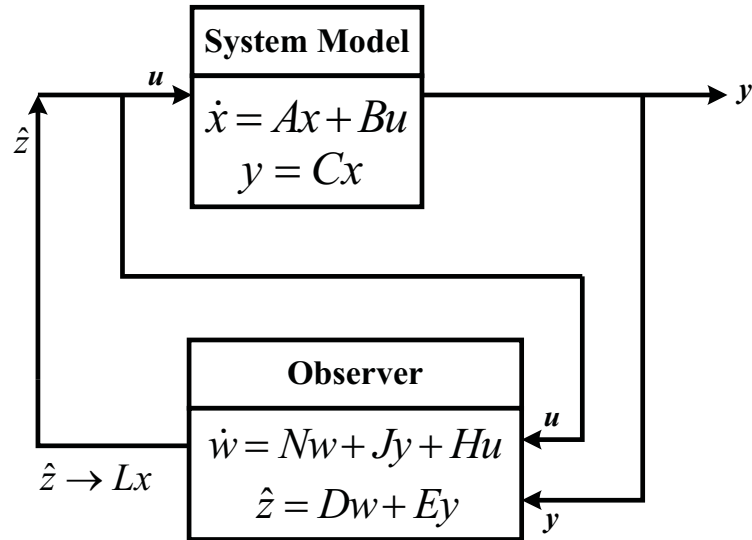 System Model
u
y
ẋ = Ax + Bu
ẑ
y = Cx
Observer
u
ẇ = Nw + Jy + Hu
ẑ → Lx
ẑ = Dw + Ey
y